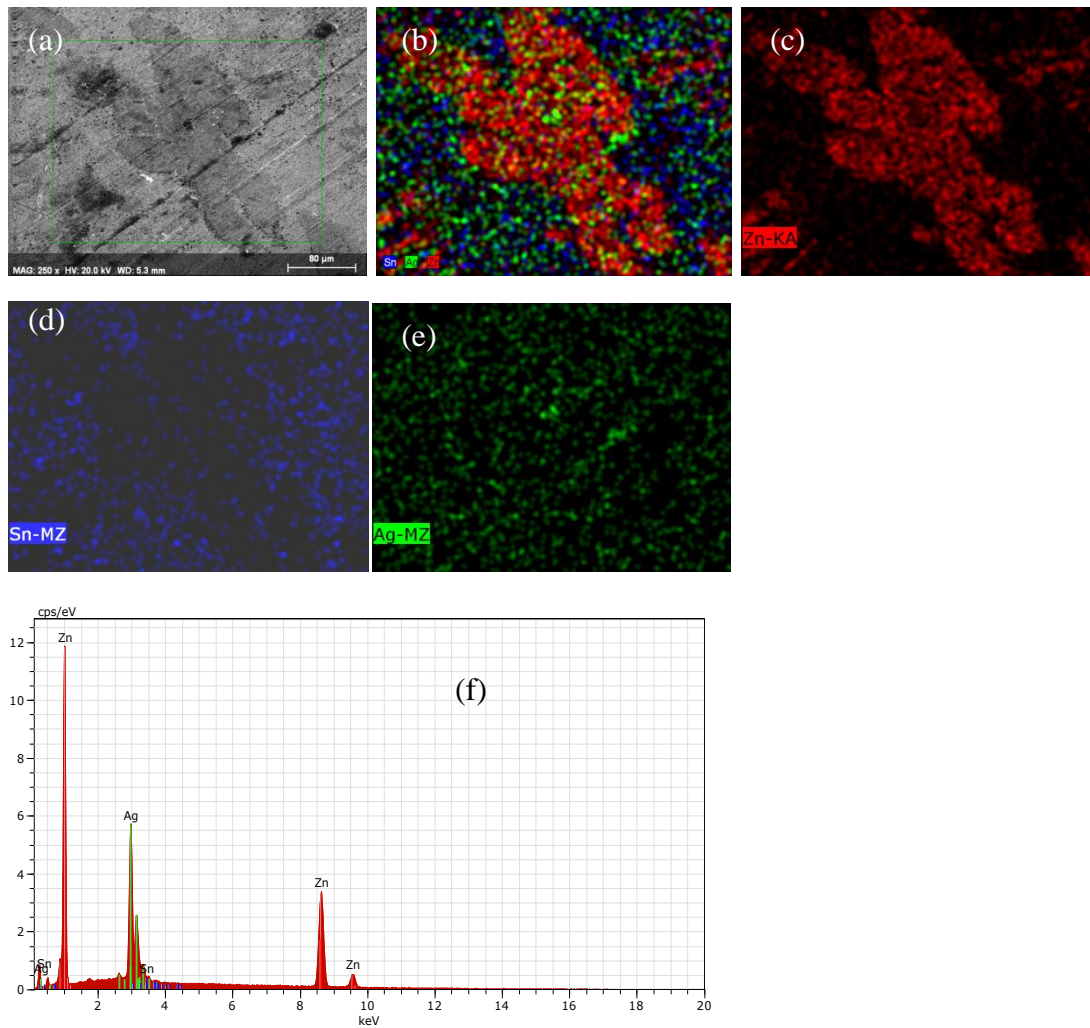 (a)
MAG: 250 x HV: 20.0 kV WD: 5.3 mm
80 µm
(b)
Sn Ag Zn
(c)
Zn-KA
(d)
Sn-MZ
(e)
Ag-MZ
cps/eV
(f)
12
10
8
6
4
2
0
Zn
Ag
Zn
Zn
Sn
Ag
Sn
2 4 6 8 10 12 14 16 18 20
keV